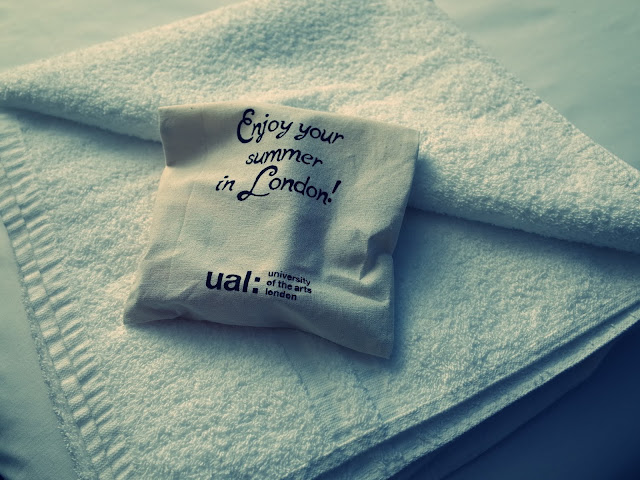 Enjoy your
summer
in London!
ual: university
of the arts
london